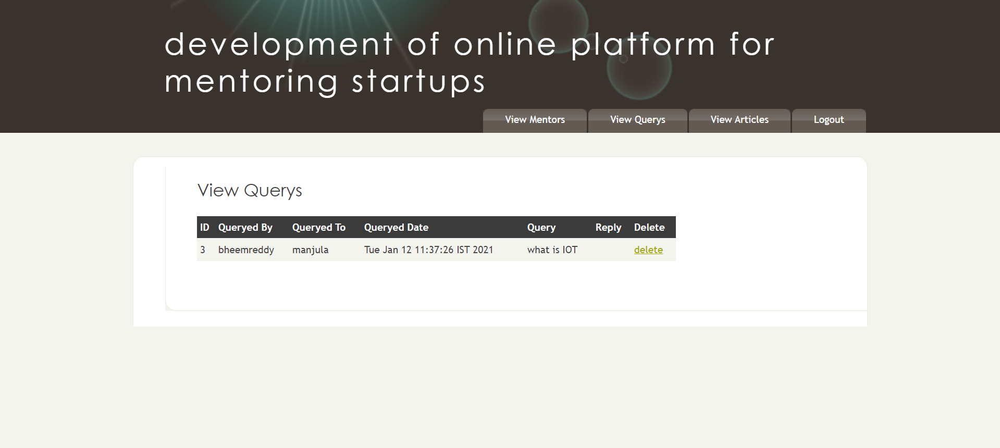 development of online platform for
mentoring startups
View Mentors View Querys View Articles Logout
View Querys
ID Queryed By Queryed To Queryed Date Query Reply Delete
3 bheemreddy manjula Tue Jan 12 11:37:26 IST 2021 what is IOT delete